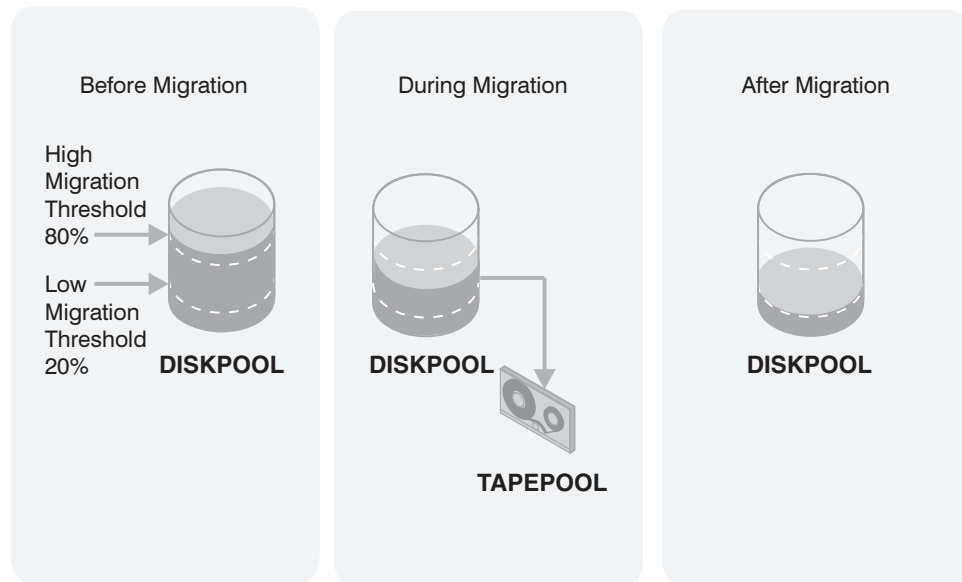 Before Migration
High
Migration
Threshold
80%
Low
Migration
Threshold
20%
DISKPOOL
During Migration
DISKPOOL
TAPEPOOL
After Migration
DISKPOOL